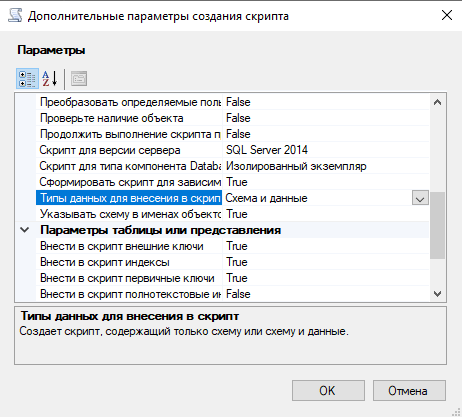 Дополнительные параметры создания скрипта
Параметры
Преобразовать определяемые поль False
Проверьте наличие объекта False
Продолжить выполнение скрипта п False
Скрипт для версии сервера SQL Server 2014
Скрипт для типа компонента Databa Изолированный экземпляр
Сформировать скрипт для зависим True
Типы данных для внесения в скрип Схема и данные
Указывать схему в именах объекто True
Параметры таблицы или представления
Внести в скрипт внешние ключи True
Внести в скрипт индексы True
Внести в скрипт первичные ключи True
Внести в скрипт полнотекстовые ин False
Типы данных для внесения в скрипт
Создает скрипт, содержащий только схему или схему и данные.
OK Отмена